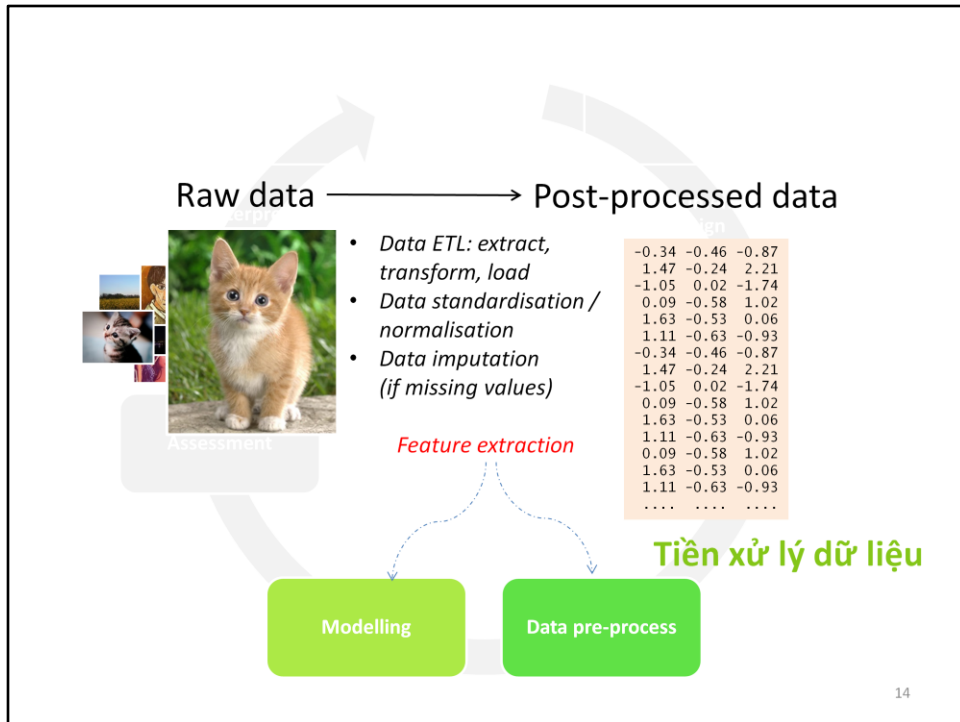 Raw data
Post-processed data
• Data ETL: extract,
transform, load
• Data standardisation /
normalisation
• Data imputation
(if missing values)
Feature extraction
-0.34 -0.46 -0.87
1.47 -0.24 2.21
-1.05 0.02 -1.74
0.09 -0.58 1.02
1.63 -0.53 0.06
1.11 -0.63 -0.93
-0.34 -0.46 -0.87
1.47 -0.24 2.21
-1.05 0.02 -1.74
0.09 -0.58 1.02
1.63 -0.53 0.06
1.11 -0.63 -0.93
0.09 -0.58 1.02
1.63 -0.53 0.06
1.11 -0.63 -0.93
.... .... ....
Assessment
Tiền xử lý dữ liệu
Modelling
Data pre-process
14